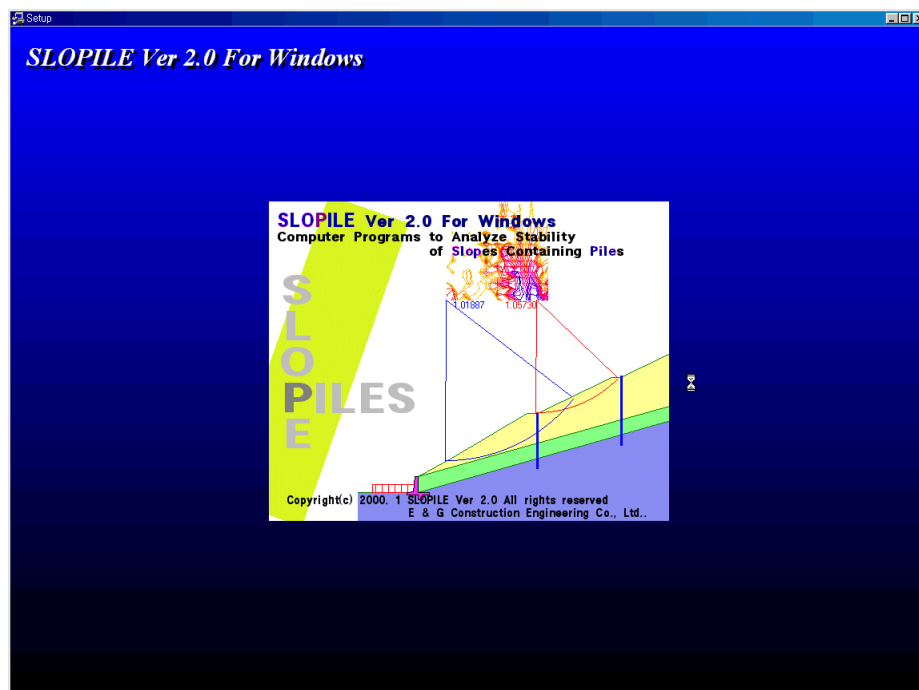 Setup
SLOPILE Ver 2.0 For Windows
SLOPILE Ver 2.0 For Windows
Computer Programs to Analyze Stability
of Slopes Containing Piles
1.01887 1.05730
SLOPE
PILES
Copyright(c) 2000. 1 SLOPILE Ver 2.0 All rights reserved
E & G Construction Engineering Co., Ltd..